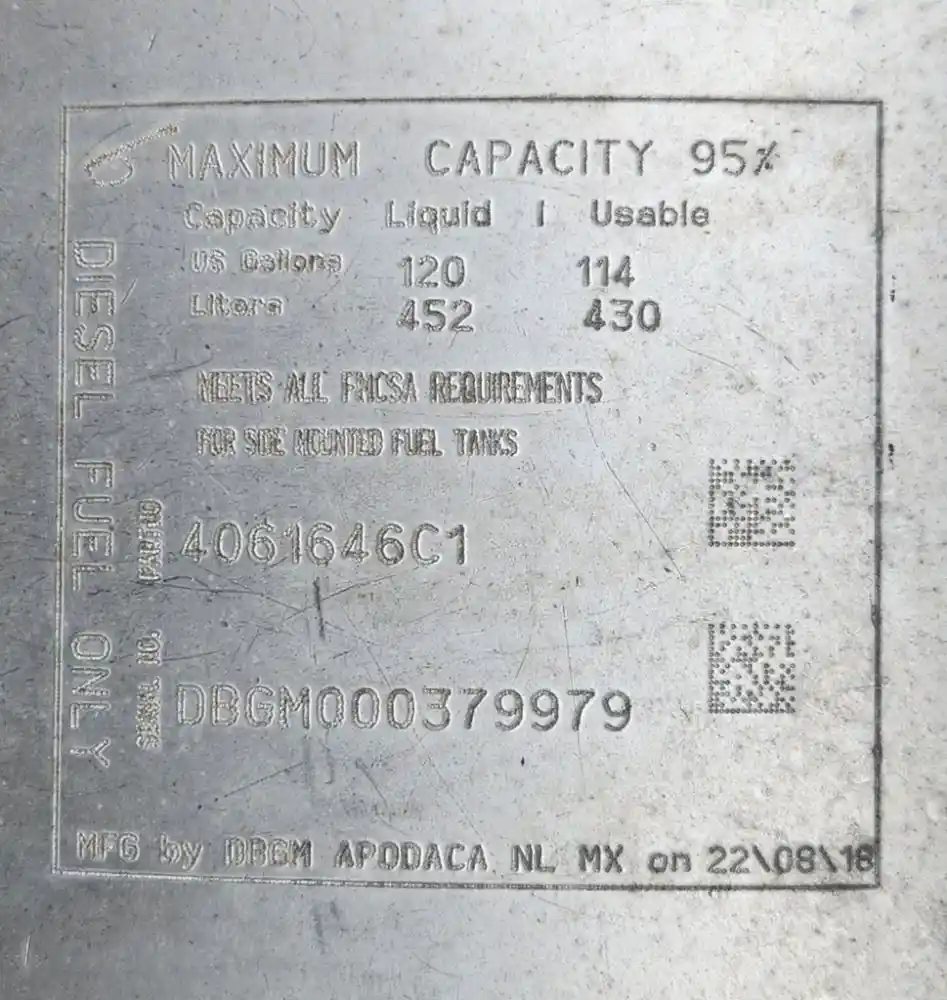 MAXIMUM CAPACITY 95%
Capacity Liquid | Usable
US Gallons 120 114
Liters 452 430
MEETS ALL FMCSA REQUIREMENTS
FOR SIDE MOUNTED FUEL TANKS
DIESEL FUEL ONLY
PART NO 4061646C1
SERIAL NO. DBGM000379979
MFG by DBGM APODACA NL MX on 22\08\18